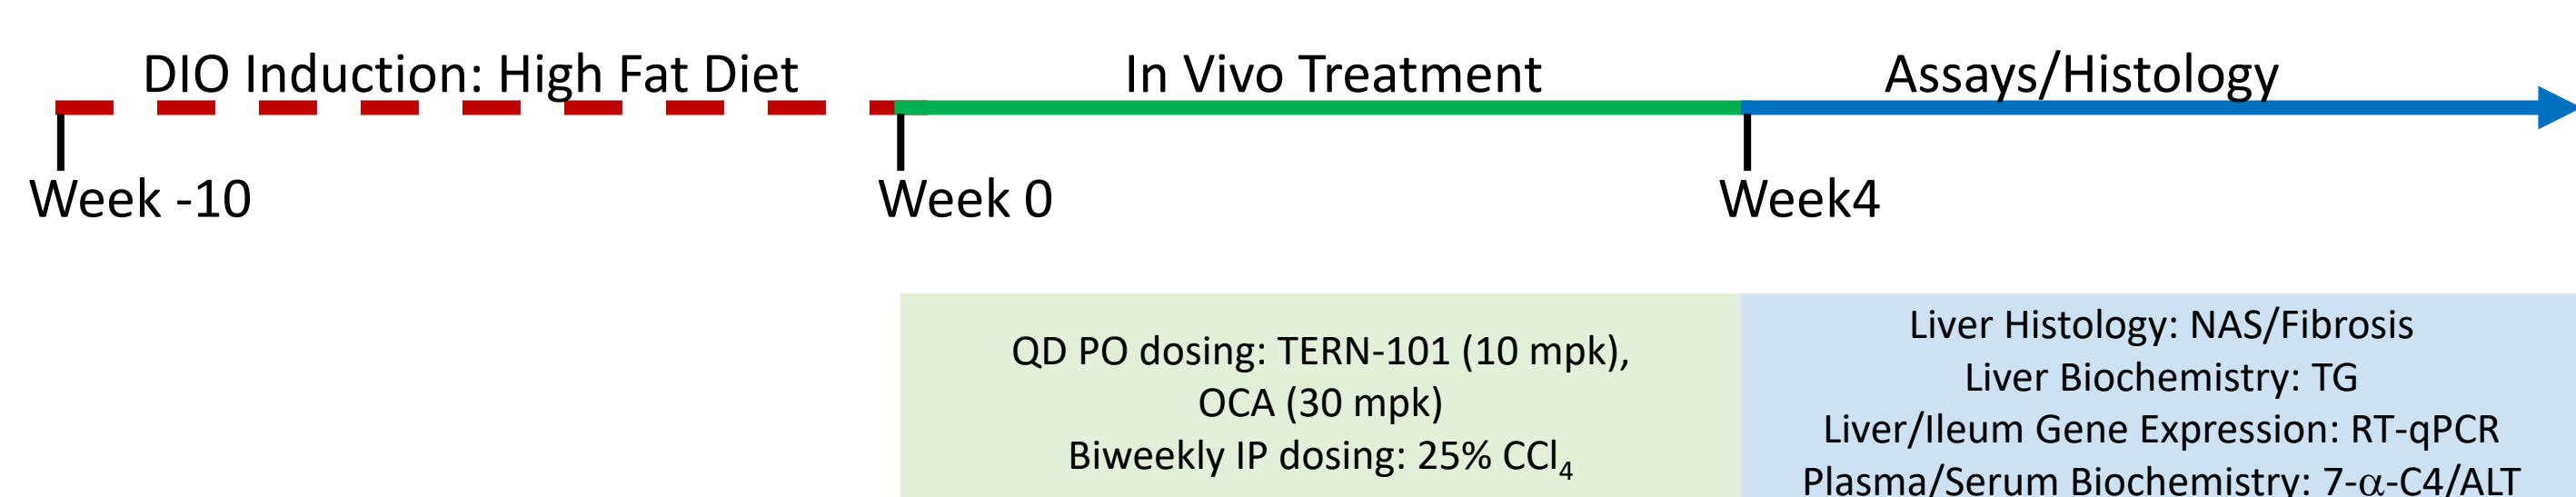 DIO Induction: High Fat Diet
In Vivo Treatment
Assays/Histology
Week -10
Week 0
Week4
QD PO dosing: TERN-101 (10 mpk),
OCA (30 mpk)
Biweekly IP dosing: 25% CCl₄
Liver Histology: NAS/Fibrosis
Liver Biochemistry: TG
Liver/Ileum Gene Expression: RT-qPCR
Plasma/Serum Biochemistry: 7-α-C4/ALT